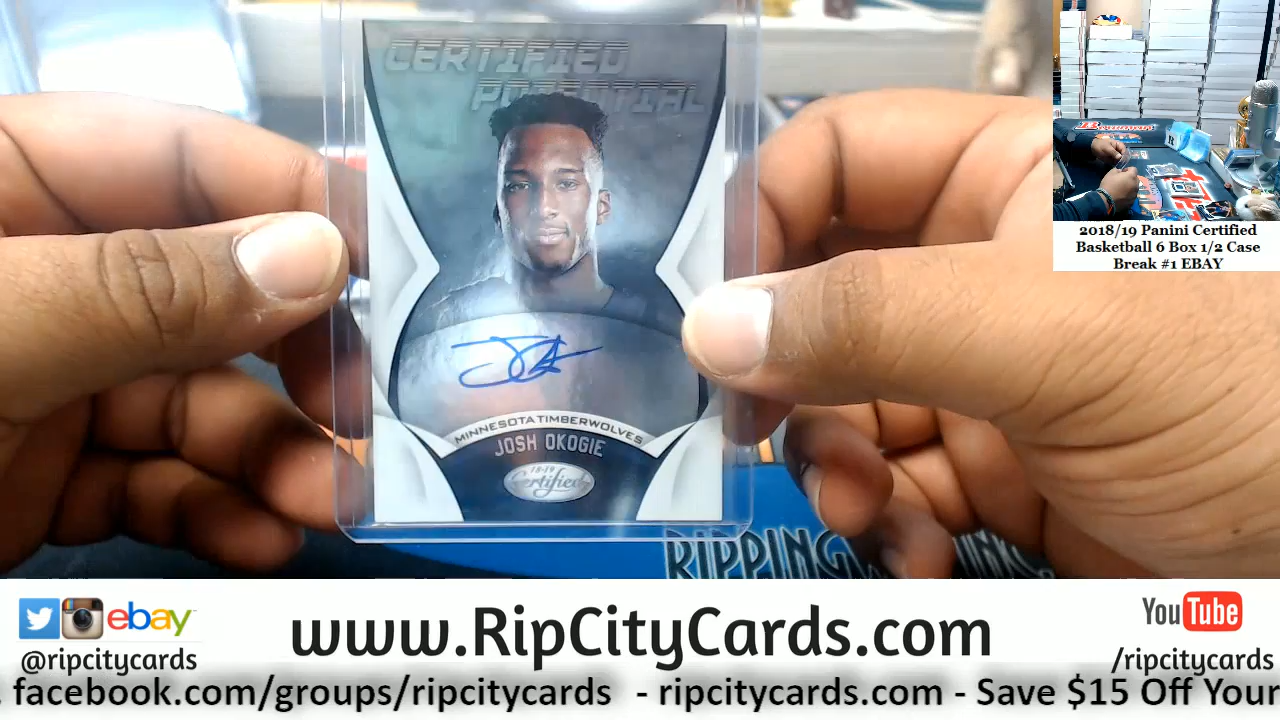 CERTIFIED
POTENTIAL
MINNESOTA TIMBERWOLVES
JOSH OKOGIE
18-19
Certified
RIPPING
2018/19 Panini Certified
Basketball 6 Box 1/2 Case
Break #1 EBAY
ebay
@ripcitycards
www.RipCityCards.com
YouTube
/ripcitycards
facebook.com/groups/ripcitycards - ripcitycards.com - Save $15 Off Your